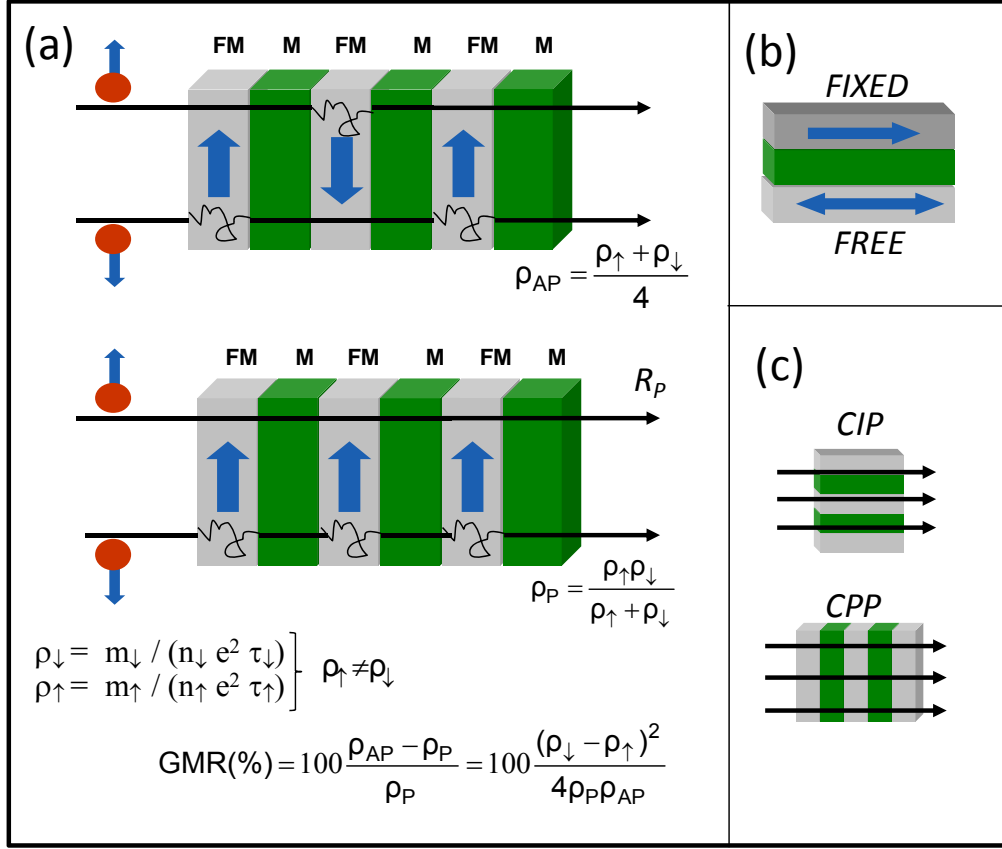 (a)
FM M FM M FM M
ρAP = (ρ↑ + ρ↓) / 4
FM M FM M FM M
RP
ρP = ρ↑ρ↓ / (ρ↑ + ρ↓)
ρ↓ = m↓ / (n↓ e² τ↓)
ρ↑ = m↑ / (n↑ e² τ↑)
ρ↑ ≠ ρ↓
GMR(%) = 100 (ρAP − ρP) / ρP = 100 (ρ↓ − ρ↑)² / 4ρPρAP
(b)
FIXED
FREE
(c)
CIP
CPP